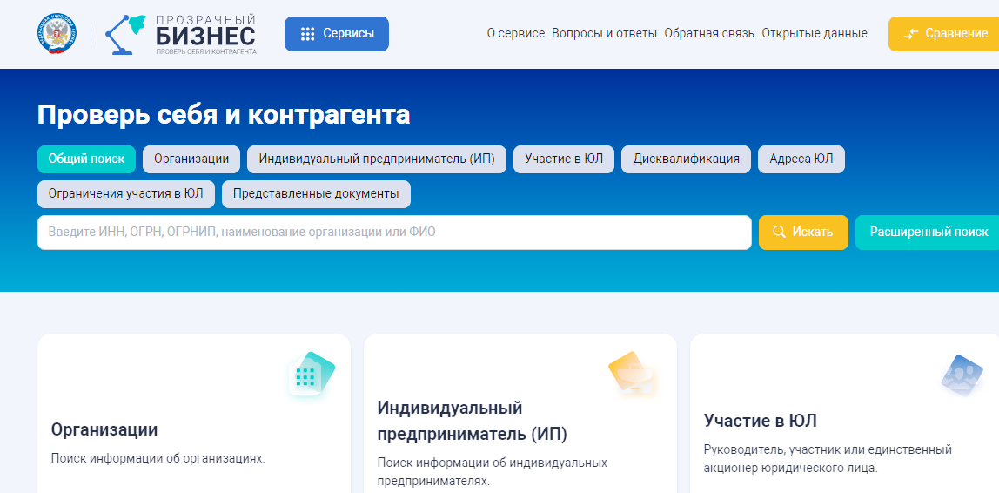 ПРОЗРАЧНЫЙ
БИЗНЕС
ПРОВЕРЬ СЕБЯ И КОНТРАГЕНТА
Сервисы
О сервисе Вопросы и ответы Обратная связь Открытые данные
Сравнение
Проверь себя и контрагента
Общий поиск Организации Индивидуальный предприниматель (ИП) Участие в ЮЛ Дисквалификация Адреса ЮЛ
Ограничения участия в ЮЛ Представленные документы
Введите ИНН, ОГРН, ОГРНИП, наименование организации или ФИО
Искать
Расширенный поиск
Организации
Поиск информации об организациях.
Индивидуальный
предприниматель (ИП)
Поиск информации об индивидуальных
предпринимателях.
Участие в ЮЛ
Руководитель, участник или единственный
акционер юридического лица.